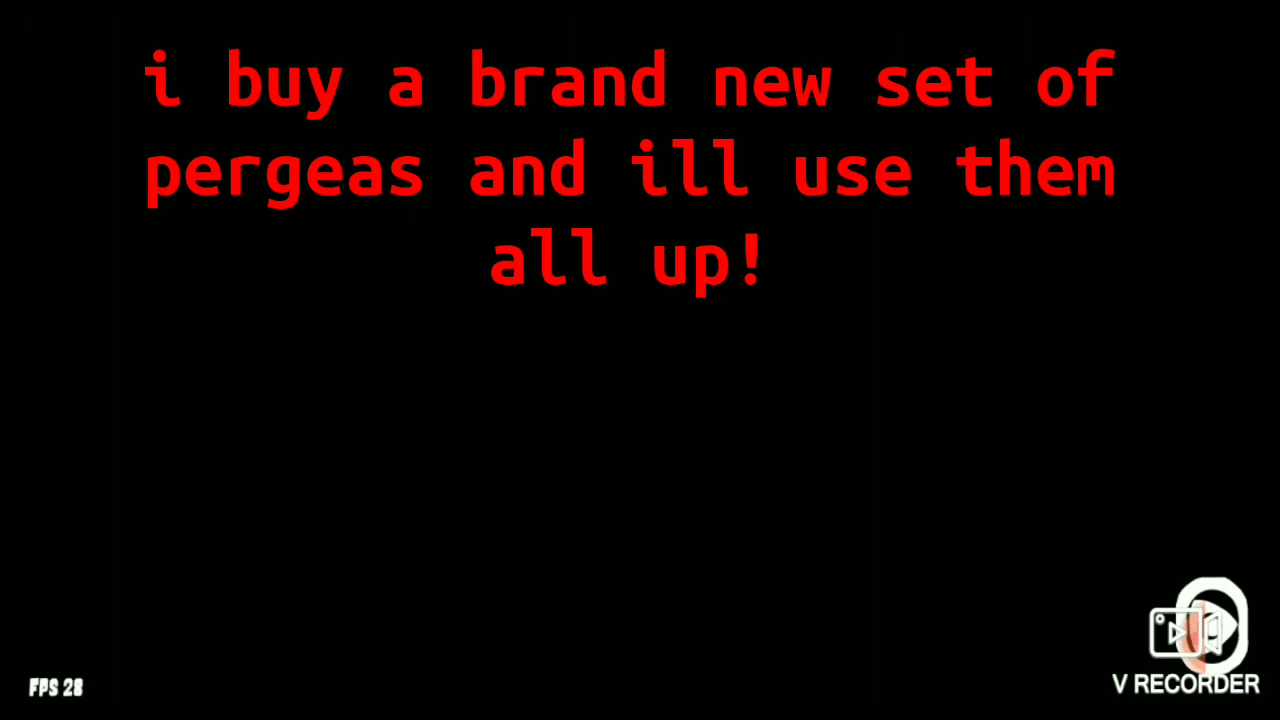 i buy a brand new set of
pergeas and ill use them
all up!
FPS 28
V RECORDER